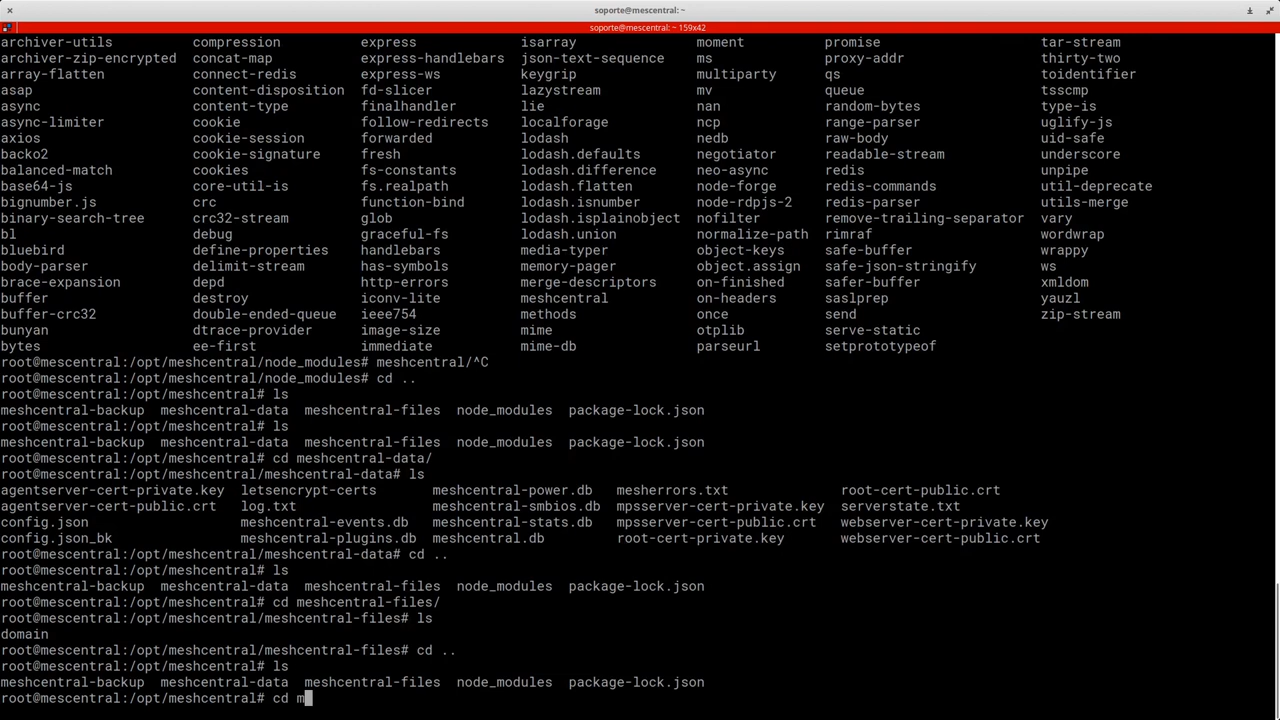 soporte@mescentral: ~
soporte@mescentral: ~ 159x42
archiver-utils compression express isarray moment promise tar-stream
archiver-zip-encrypted concat-map express-handlebars json-text-sequence ms proxy-addr thirty-two
array-flatten connect-redis express-ws keygrip multiparty qs toidentifier
asap content-disposition fd-slicer lazystream mv queue tsscmp
async content-type finalhandler lie nan random-bytes type-is
async-limiter cookie follow-redirects localforage ncp range-parser uglify-js
axios cookie-session forwarded lodash nedb raw-body uid-safe
backo2 cookie-signature fresh lodash.defaults negotiator readable-stream underscore
balanced-match cookies fs-constants lodash.difference neo-async redis unpipe
base64-js core-util-is fs.realpath lodash.flatten node-forge redis-commands util-deprecate
bignumber.js crc function-bind lodash.isnumber node-rdpjs-2 redis-parser utils-merge
binary-search-tree crc32-stream glob lodash.isplainobject nofilter remove-trailing-separator vary
bl debug graceful-fs lodash.union normalize-path rimraf wordwrap
bluebird define-properties handlebars media-typer object-keys safe-buffer wrappy
body-parser delimit-stream has-symbols memory-pager object.assign safe-json-stringify ws
brace-expansion depd http-errors merge-descriptors on-finished safer-buffer xmldom
buffer destroy iconv-lite meshcentral on-headers saslprep yauzl
buffer-crc32 double-ended-queue ieee754 methods once send zip-stream
bunyan dtrace-provider image-size mime otplib serve-static
bytes ee-first immediate mime-db parseurl setprototypeof
root@mescentral:/opt/meshcentral/node_modules# meshcentral/^C
root@mescentral:/opt/meshcentral/node_modules# cd ..
root@mescentral:/opt/meshcentral# ls
meshcentral-backup meshcentral-data meshcentral-files node_modules package-lock.json
root@mescentral:/opt/meshcentral# ls
meshcentral-backup meshcentral-data meshcentral-files node_modules package-lock.json
root@mescentral:/opt/meshcentral# cd meshcentral-data/
root@mescentral:/opt/meshcentral/meshcentral-data# ls
agentserver-cert-private.key letsencrypt-certs meshcentral-power.db mesherrors.txt root-cert-public.crt
agentserver-cert-public.crt log.txt meshcentral-smbios.db mpsserver-cert-private.key serverstate.txt
config.json meshcentral-events.db meshcentral-stats.db mpsserver-cert-public.crt webserver-cert-private.key
config.json_bk meshcentral-plugins.db meshcentral.db root-cert-private.key webserver-cert-public.crt
root@mescentral:/opt/meshcentral/meshcentral-data# cd ..
root@mescentral:/opt/meshcentral# ls
meshcentral-backup meshcentral-data meshcentral-files node_modules package-lock.json
root@mescentral:/opt/meshcentral# cd meshcentral-files/
root@mescentral:/opt/meshcentral/meshcentral-files# ls
domain
root@mescentral:/opt/meshcentral/meshcentral-files# cd ..
root@mescentral:/opt/meshcentral# ls
meshcentral-backup meshcentral-data meshcentral-files node_modules package-lock.json
root@mescentral:/opt/meshcentral# cd m